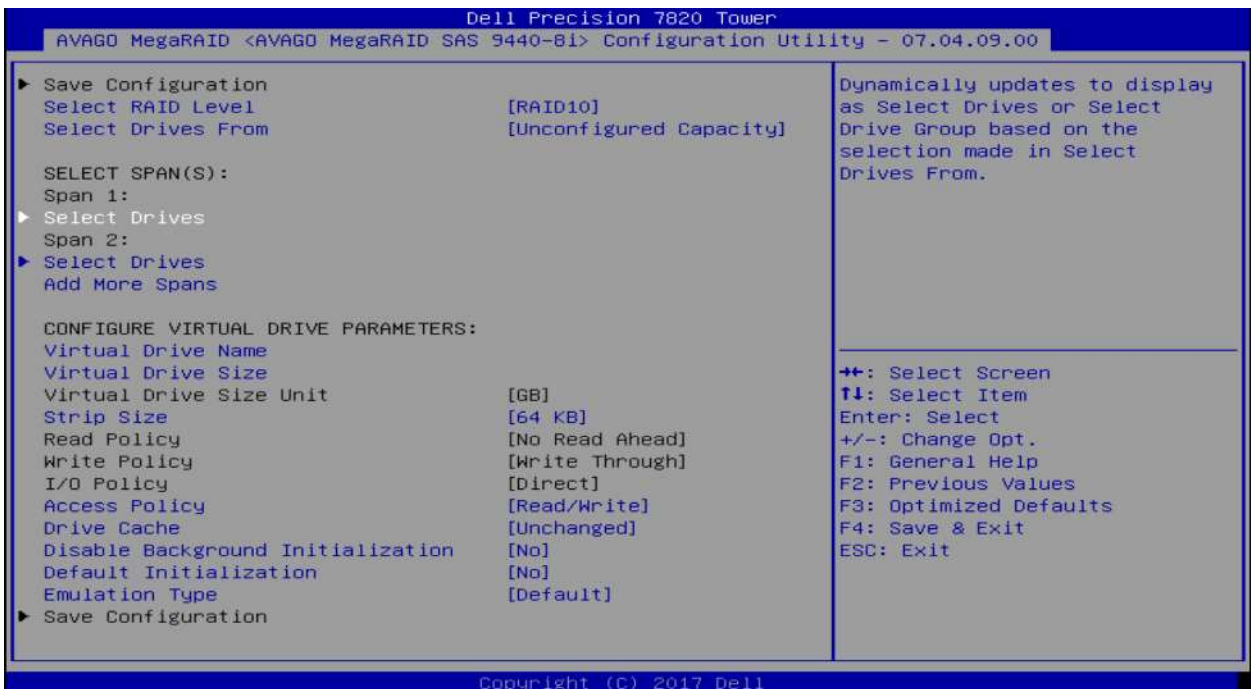 Dell Precision 7820 Tower
AVAGO MegaRAID <AVAGO MegaRAID SAS 9440-8i> Configuration Utility - 07.04.09.00
Save Configuration
Select RAID Level [RAID10]
Select Drives From [Unconfigured Capacity]
SELECT SPAN(S):
Span 1:
Select Drives
Span 2:
Select Drives
Add More Spans
CONFIGURE VIRTUAL DRIVE PARAMETERS:
Virtual Drive Name
Virtual Drive Size
Virtual Drive Size Unit [GB]
Strip Size [64 KB]
Read Policy [No Read Ahead]
Write Policy [Write Through]
I/O Policy [Direct]
Access Policy [Read/Write]
Drive Cache [Unchanged]
Disable Background Initialization [No]
Default Initialization [No]
Emulation Type [Default]
Save Configuration
Dynamically updates to display
as Select Drives or Select
Drive Group based on the
selection made in Select
Drives From.
→←: Select Screen
↑↓: Select Item
Enter: Select
+/-: Change Opt.
F1: General Help
F2: Previous Values
F3: Optimized Defaults
F4: Save & Exit
ESC: Exit
Copyright (C) 2017 Dell